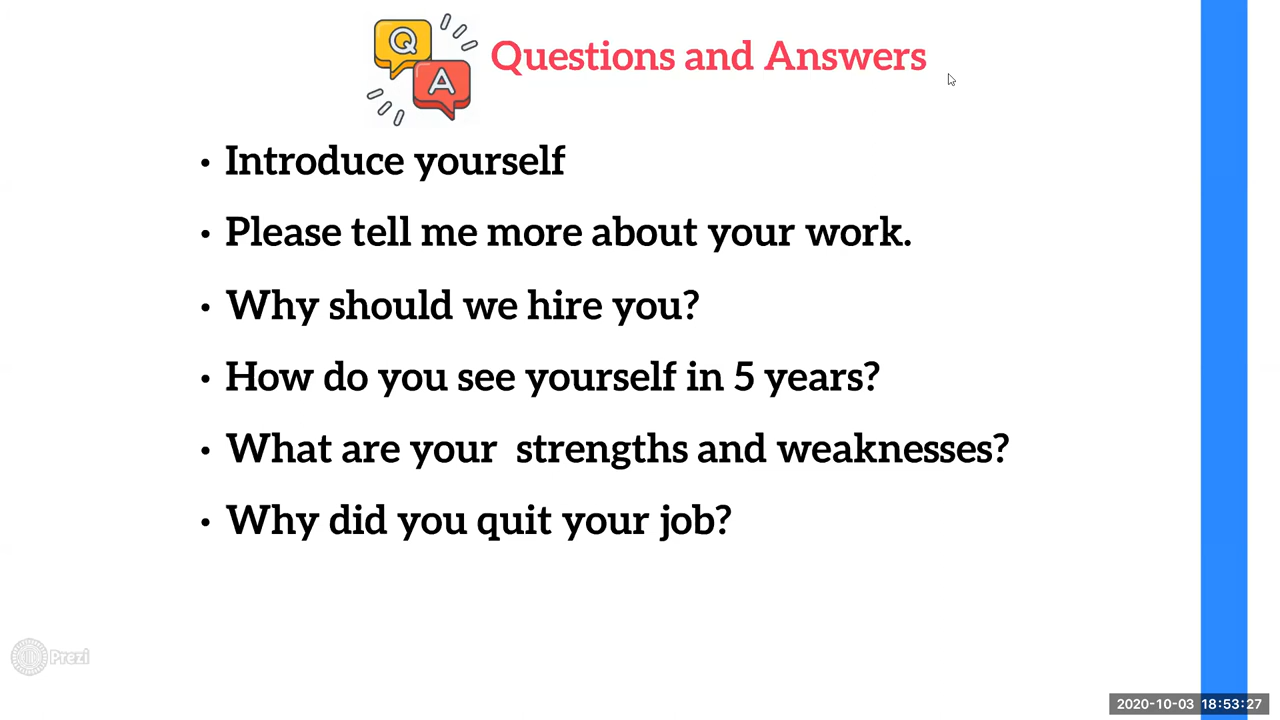 Q
A
Questions and Answers
• Introduce yourself
• Please tell me more about your work.
• Why should we hire you?
• How do you see yourself in 5 years?
• What are your  strengths and weaknesses?
• Why did you quit your job?
Prezi
2020-10-03 18:53:27